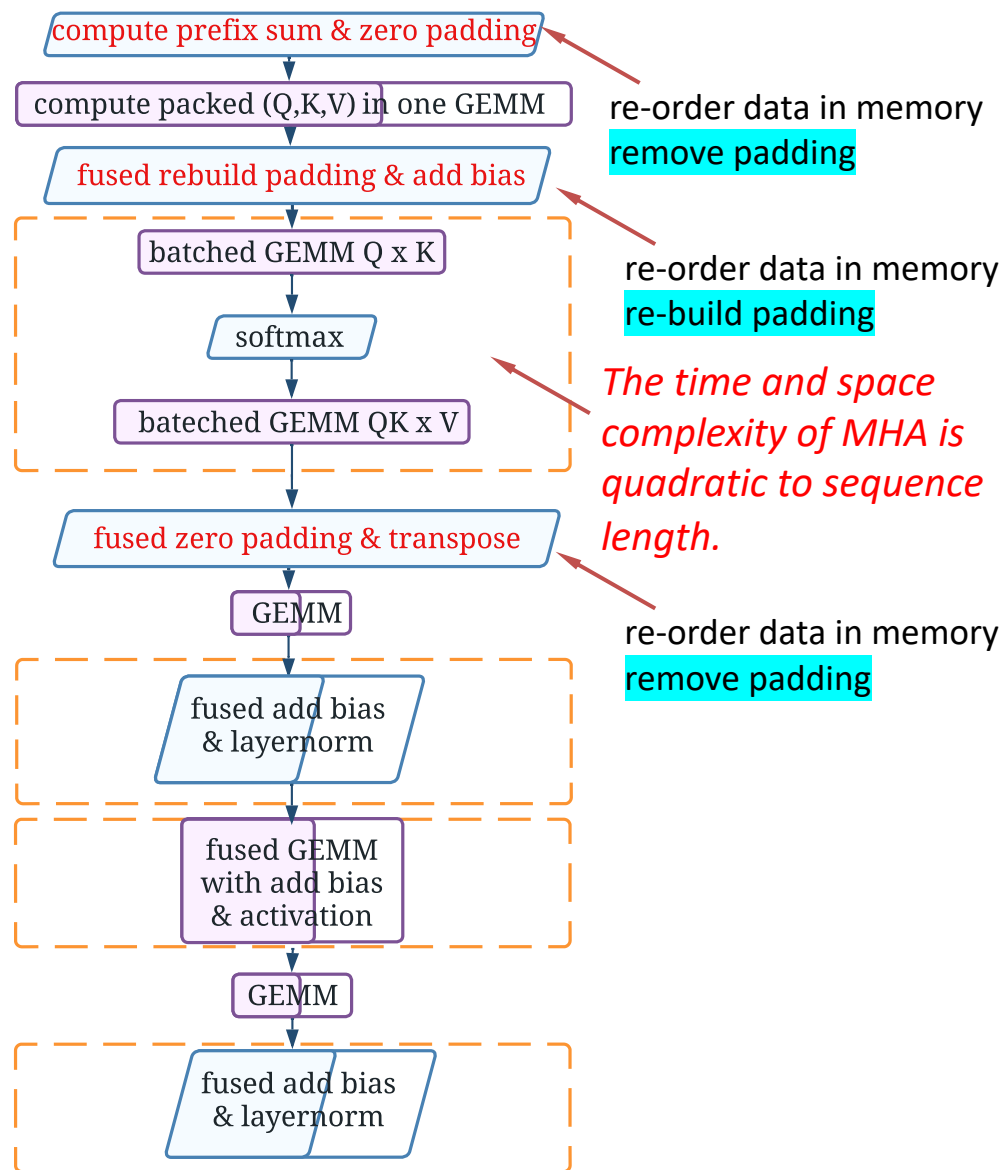 compute prefix sum & zero padding
compute packed (Q,K,V) in one GEMM
re-order data in memory
remove padding
fused rebuild padding & add bias
batched GEMM Q x K
re-order data in memory
re-build padding
softmax
bateched GEMM QK x V
The time and space
complexity of MHA is
quadratic to sequence
length.
fused zero padding & transpose
GEMM
re-order data in memory
remove padding
fused add bias
& layernorm
fused GEMM
with add bias
& activation
GEMM
fused add bias
& layernorm